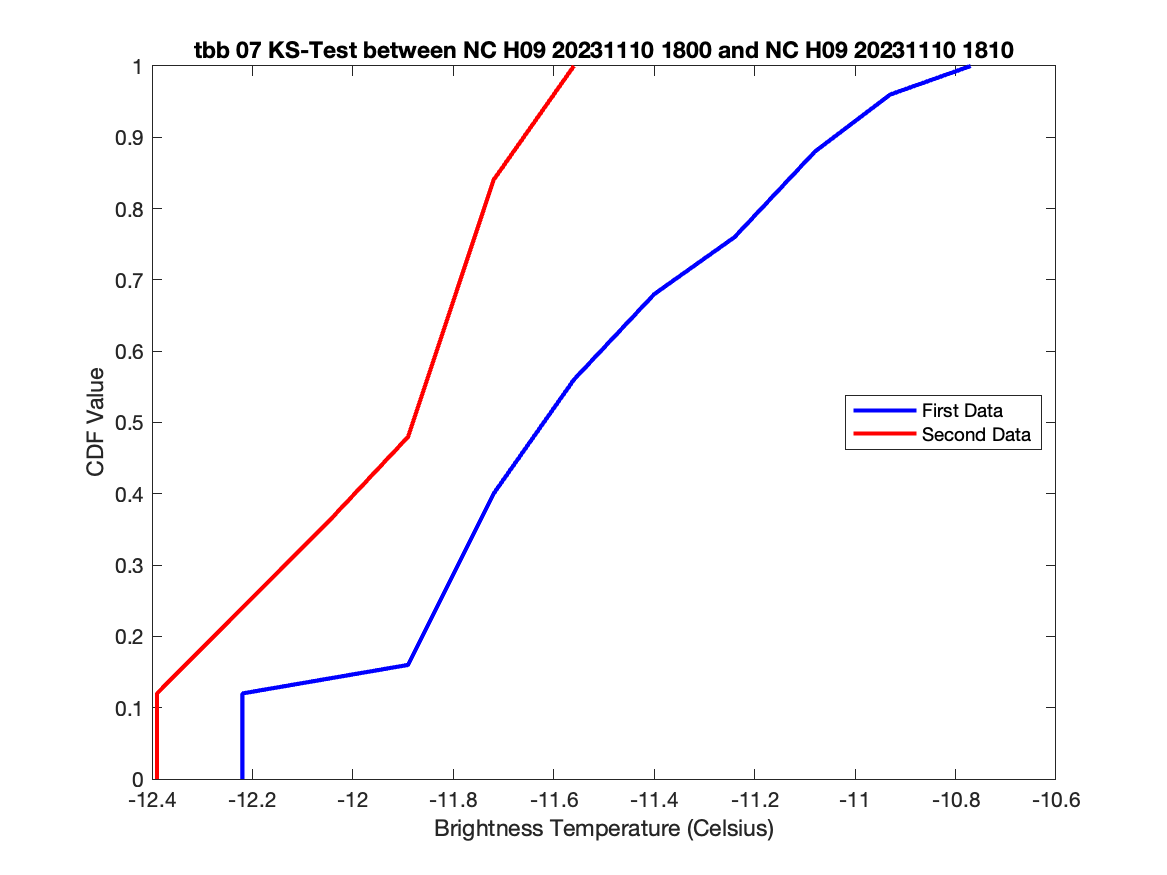 tbb 07 KS-Test between NC H09 20231110 1800 and NC H09 20231110 1810
1
0.9
0.8
0.7
0.6
0.5
0.4
0.3
0.2
0.1
0
CDF Value
First Data
Second Data
-12.4 -12.2 -12 -11.8 -11.6 -11.4 -11.2 -11 -10.8 -10.6
Brightness Temperature (Celsius)